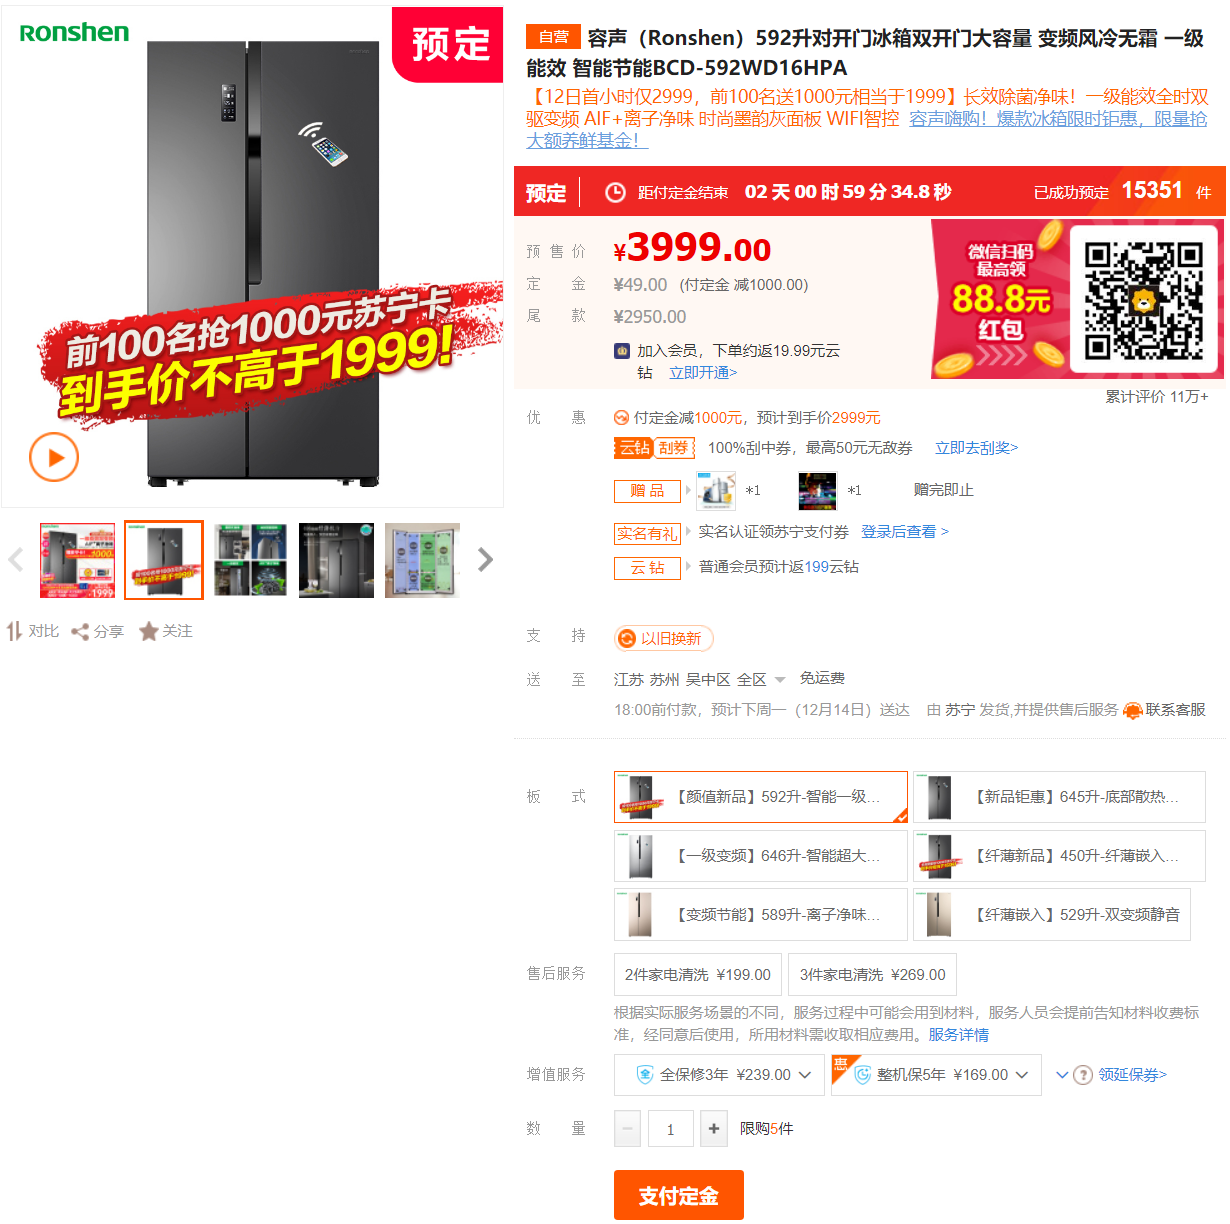 Ronshen
预定
前100名抢1000元苏宁卡
到手价不高于1999!
对比 分享 关注
自营 容声（Ronshen）592升对开门冰箱双开门大容量 变频风冷无霜 一级
能效 智能节能BCD-592WD16HPA
【12日首小时仅2999，前100名送1000元相当于1999】长效除菌净味！一级能效全时双
驱变频 AIF+离子净味 时尚墨韵灰面板 WIFI智控 容声嗨购！爆款冰箱限时钜惠，限量抢
大额养鲜基金！
预定 距付定金结束 02 天 00 时 59 分 34.8 秒 已成功预定 15351 件
预售价 ¥3999.00
定金 ¥49.00 (付定金 减1000.00)
尾款 ¥2950.00
加入会员，下单约返19.99元云
钻 立即开通>
微信扫码
最高领
88.8元
红包
累计评价 11万+
优惠 付定金减1000元，预计到手价2999元
云钻 刮券 100%刮中券，最高50元无敌券 立即去刮奖>
赠品 *1 *1 赠完即止
实名有礼 实名认证领苏宁支付券 登录后查看 >
云钻 普通会员预计返199云钻
支持 以旧换新
送至 江苏 苏州 吴中区 全区 免运费
18:00前付款，预计下周一（12月14日）送达 由 苏宁 发货,并提供售后服务 联系客服
板式 【颜值新品】592升-智能一级... 【新品钜惠】645升-底部散热...
【一级变频】646升-智能超大... 【纤薄新品】450升-纤薄嵌入...
【变频节能】589升-离子净味... 【纤薄嵌入】529升-双变频静音
售后服务 2件家电清洗 ¥199.00 3件家电清洗 ¥269.00
根据实际服务场景的不同，服务过程中可能会用到材料，服务人员会提前告知材料收费标
准，经同意后使用，所用材料需收取相应费用。服务详情
增值服务 全 全保修3年 ¥239.00 惠 整机保5年 ¥169.00 ? 领延保券>
数量 − 1 + 限购5件
支付定金